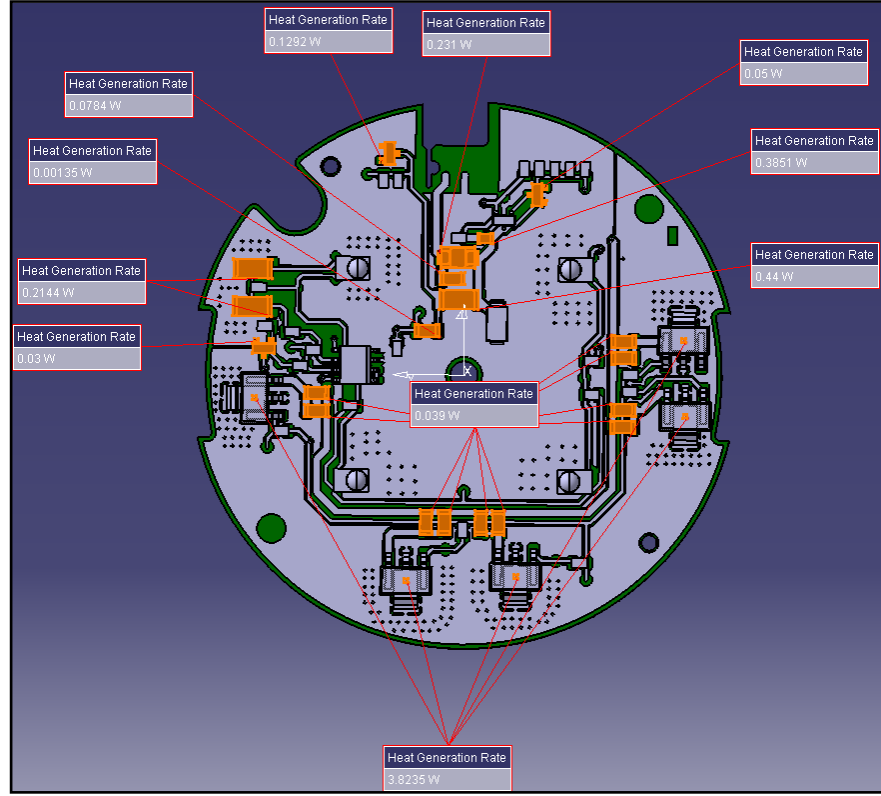 Heat Generation Rate
0.1292 W
Heat Generation Rate
0.231 W
Heat Generation Rate
0.05 W
Heat Generation Rate
0.0784 W
Heat Generation Rate
0.3851 W
Heat Generation Rate
0.00135 W
Heat Generation Rate
0.44 W
Heat Generation Rate
0.2144 W
Heat Generation Rate
0.03 W
X
Heat Generation Rate
0.039 W
Heat Generation Rate
3.8235 W